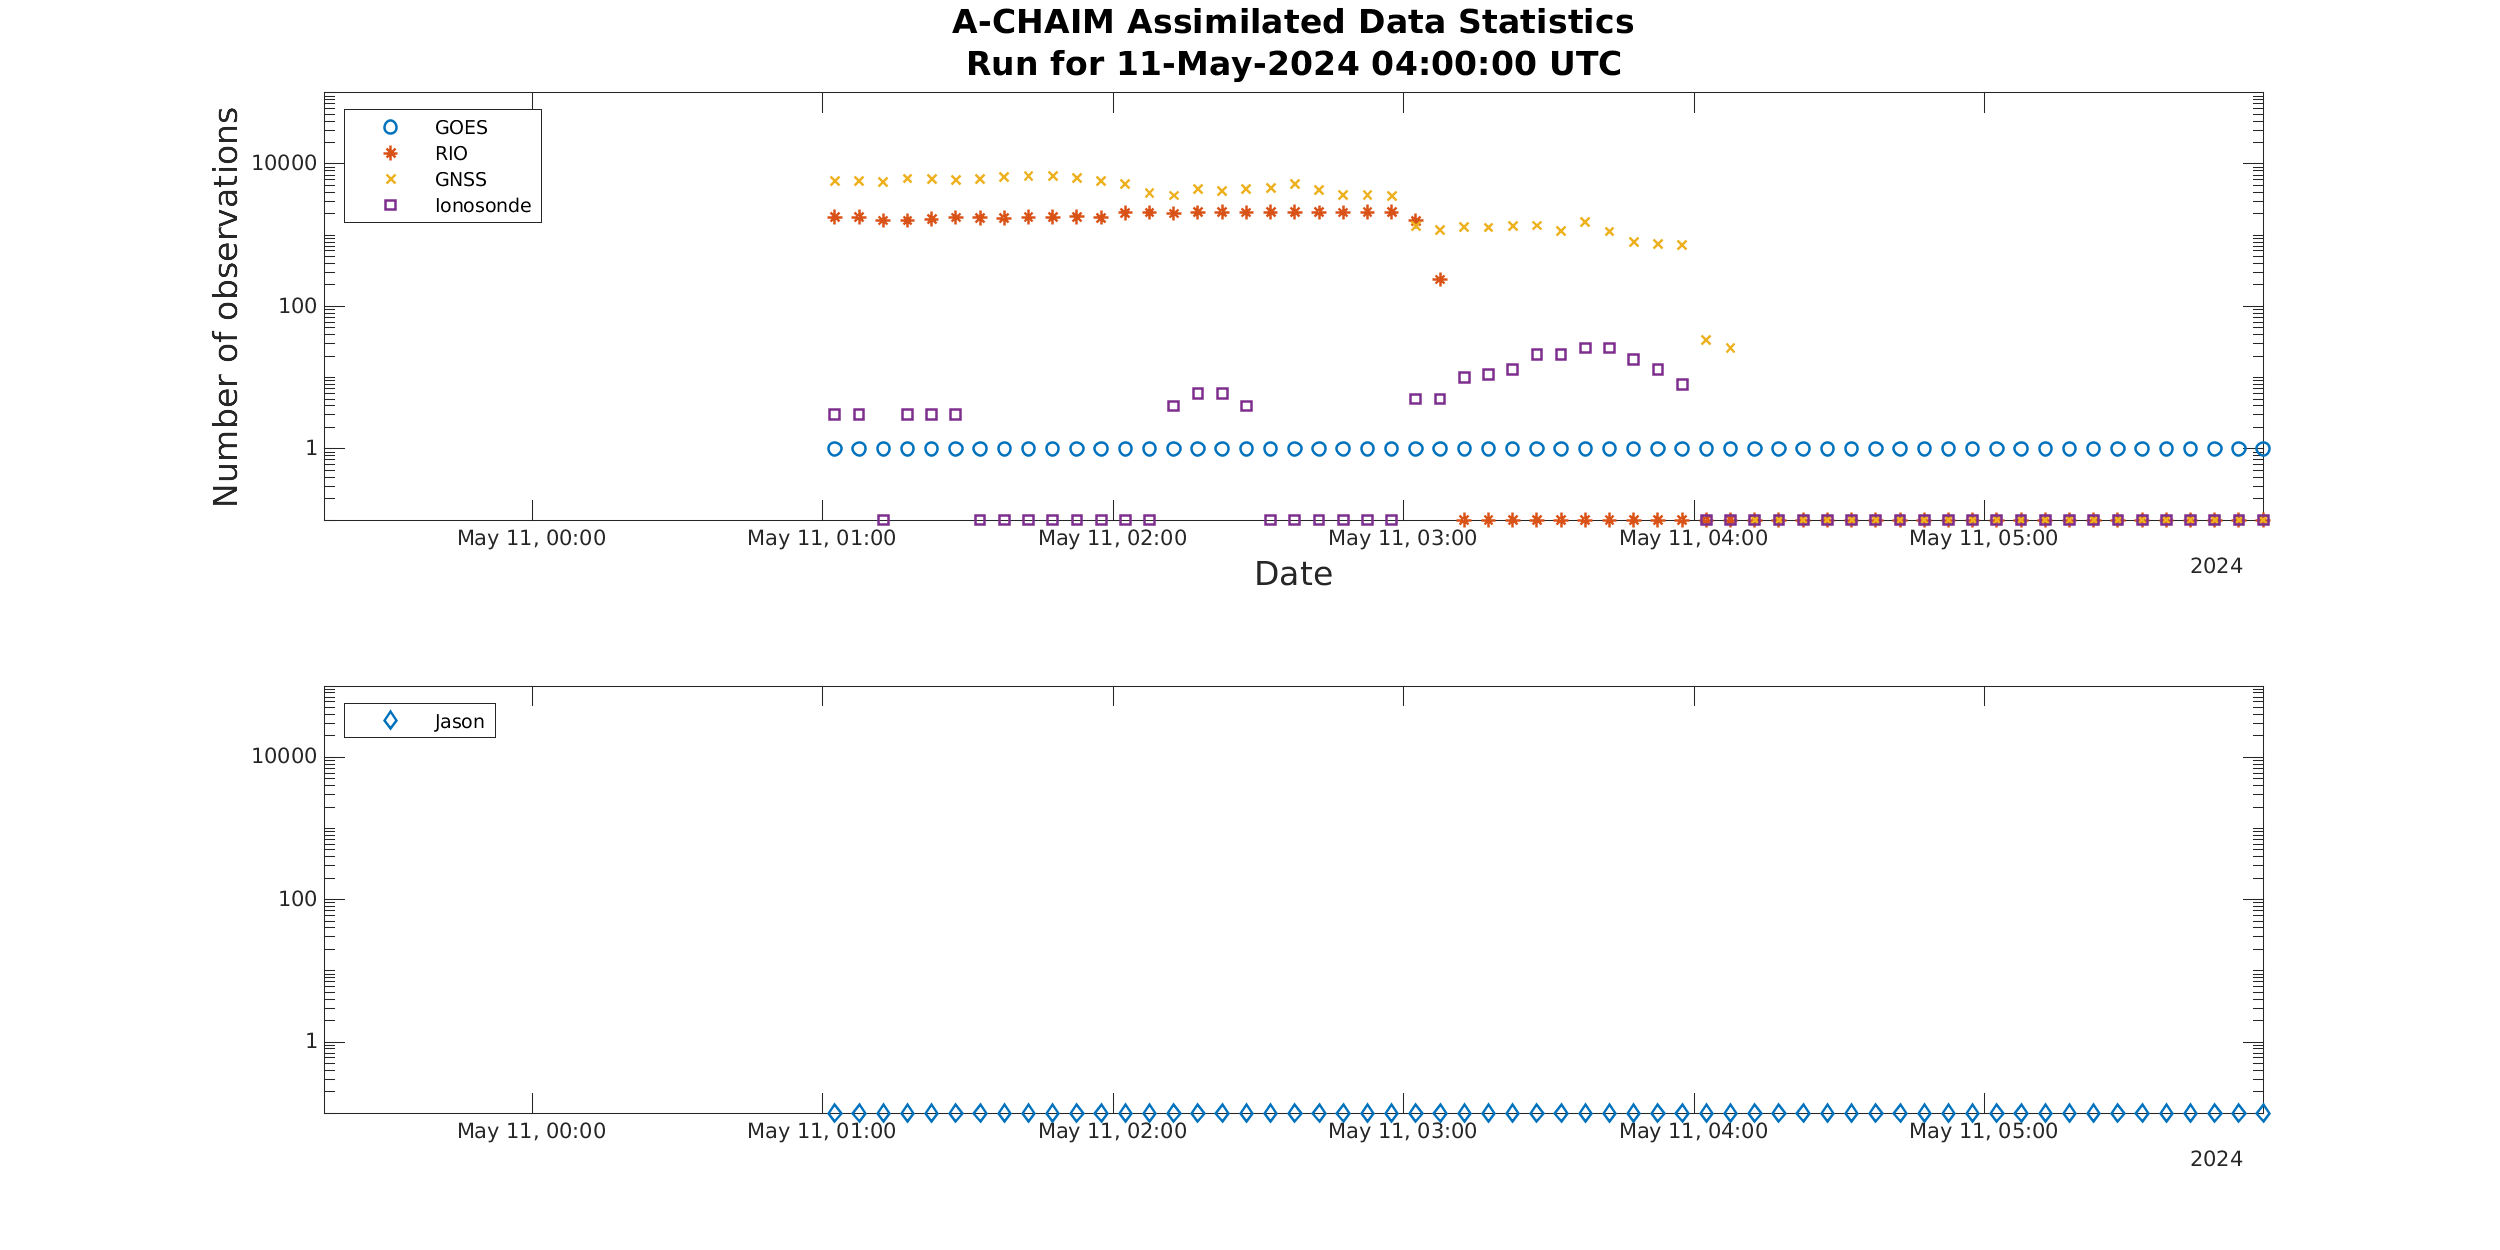 A-CHAIM Assimilated Data Statistics
Run for 11-May-2024 04:00:00 UTC
Number of observations
10000
100
1
GOES
RIO
GNSS
Ionosonde
May 11, 00:00
May 11, 01:00
May 11, 02:00
May 11, 03:00
May 11, 04:00
May 11, 05:00
2024
Date
10000
100
1
Jason
May 11, 00:00
May 11, 01:00
May 11, 02:00
May 11, 03:00
May 11, 04:00
May 11, 05:00
2024